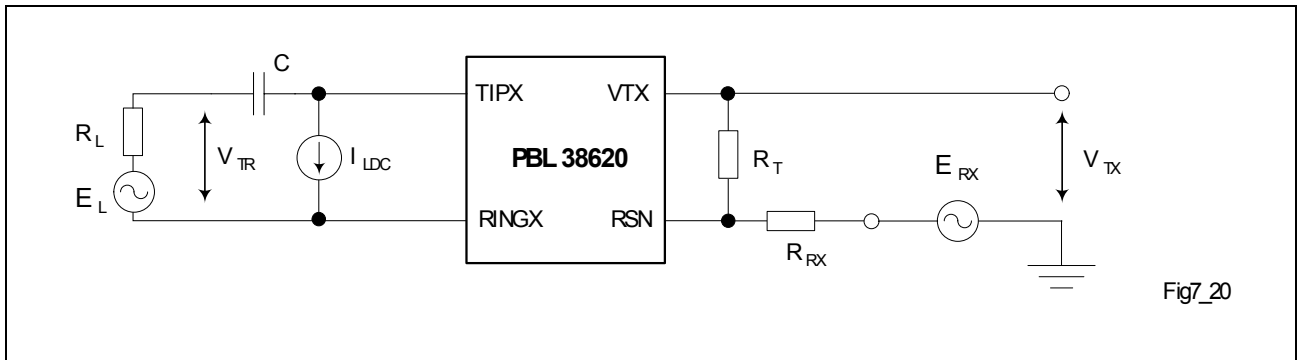 C
TIPX VTX
R L
V TR
I LDC
PBL 38620
R T
V TX
E RX
E L
RINGX RSN
R RX
Fig7_20